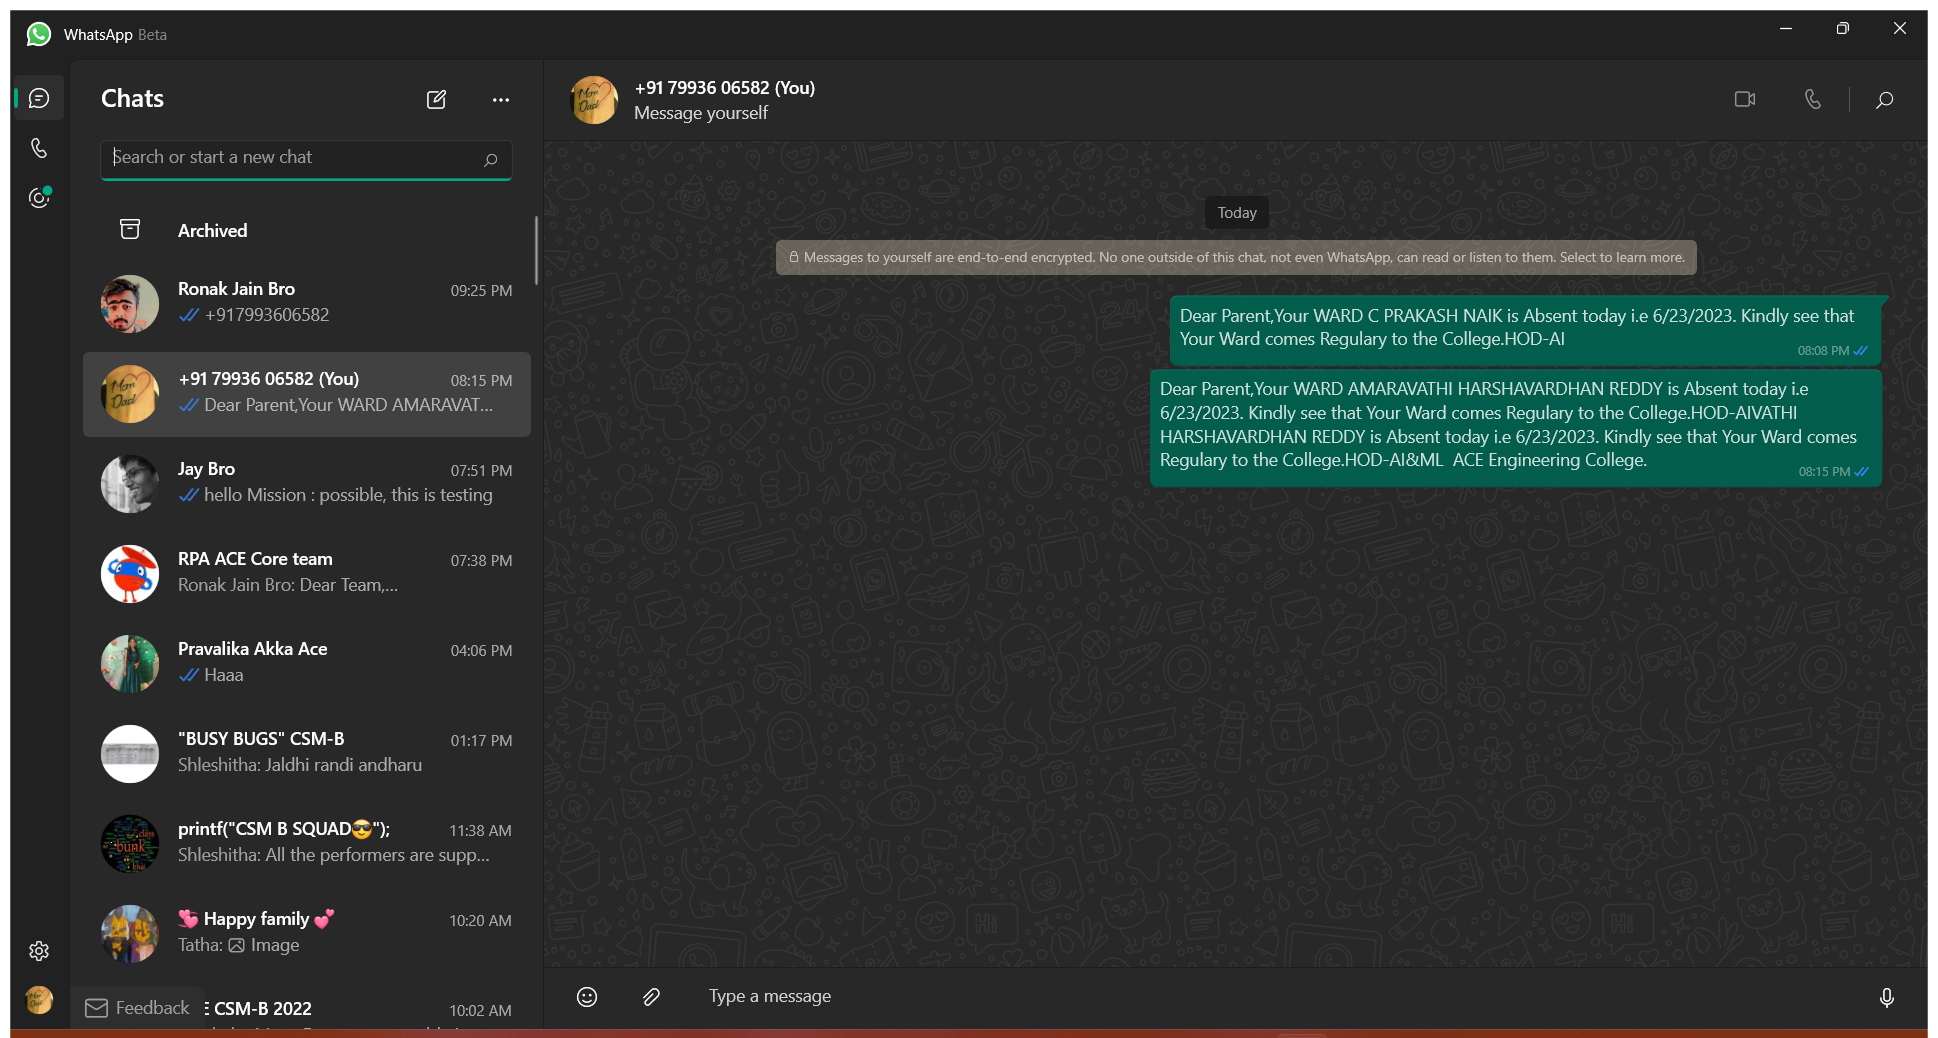 WhatsApp Beta
Chats
Search or start a new chat
Archived
Ronak Jain Bro 09:25 PM
+917993606582
+91 79936 06582 (You) 08:15 PM
Dear Parent,Your WARD AMARAVAT...
Jay Bro 07:51 PM
hello Mission : possible, this is testing
RPA ACE Core team 07:38 PM
Ronak Jain Bro: Dear Team,...
Pravalika Akka Ace 04:06 PM
Haaa
"BUSY BUGS" CSM-B 01:17 PM
Shleshitha: Jaldhi randi andharu
printf("CSM B SQUAD😎"); 11:38 AM
Shleshitha: All the performers are supp...
💝 Happy family 💕 10:20 AM
Tatha: Image
Feedback
CSM-B 2022 10:02 AM
+91 79936 06582 (You)
Message yourself
Today
Messages to yourself are end-to-end encrypted. No one outside of this chat, not even WhatsApp, can read or listen to them. Select to learn more.
Dear Parent,Your WARD C PRAKASH NAIK is Absent today i.e 6/23/2023. Kindly see that
Your Ward comes Regulary to the College.HOD-AI
08:08 PM
Dear Parent,Your WARD AMARAVATHI HARSHAVARDHAN REDDY is Absent today i.e
6/23/2023. Kindly see that Your Ward comes Regulary to the College.HOD-AIVATHI
HARSHAVARDHAN REDDY is Absent today i.e 6/23/2023. Kindly see that Your Ward comes
Regulary to the College.HOD-AI&ML  ACE Engineering College.
08:15 PM
Type a message